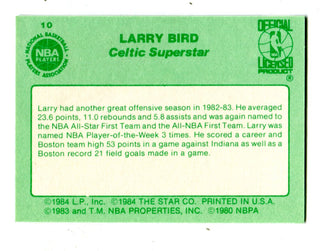 10
LARRY BIRD
Celtic Superstar
NATIONAL BASKETBALL
NBA
PLAYERS
PLAYERS ASSOCIATION
OFFICIAL
NBA
LICENSED
PRODUCT
Larry had another great offensive season in 1982-83. He averaged
23.6 points, 11.0 rebounds and 5.8 assists and was again named to
the NBA All-Star First Team and the All-NBA First Team. Larry was
named NBA Player-of-the-Week 3 times. He scored a career and
Boston team high 53 points in a game against Indiana as well as a
Boston record 21 field goals made in same game.
©1984 L.P., Inc. ©1984 THE STAR CO. PRINTED IN U.S.A.
©1983 and T.M. NBA PROPERTIES, INC. ©1980 NBPA